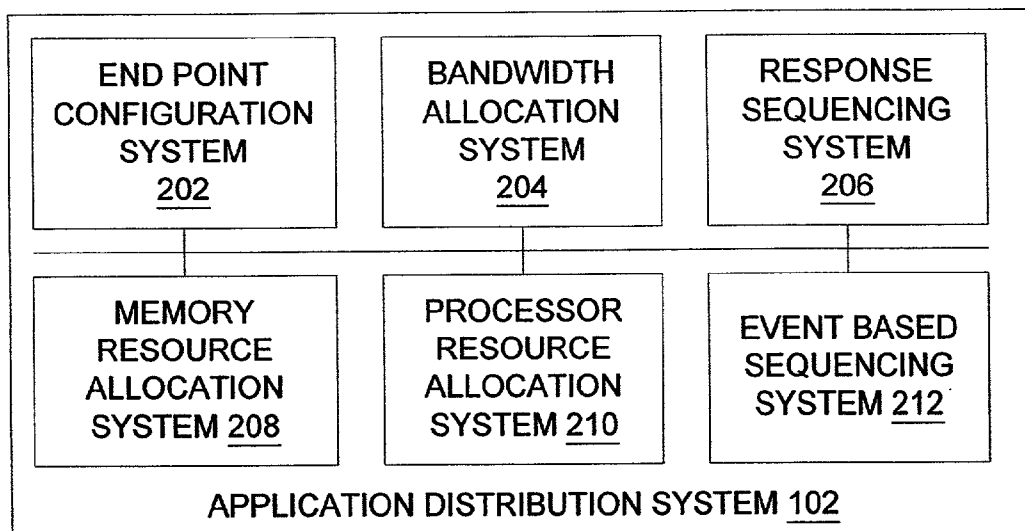 END POINT
CONFIGURATION
SYSTEM
202
BANDWIDTH
ALLOCATION
SYSTEM
204
RESPONSE
SEQUENCING
SYSTEM
206
MEMORY
RESOURCE
ALLOCATION
SYSTEM 208
PROCESSOR
RESOURCE
ALLOCATION
SYSTEM 210
EVENT BASED
SEQUENCING
SYSTEM 212
APPLICATION DISTRIBUTION SYSTEM 102